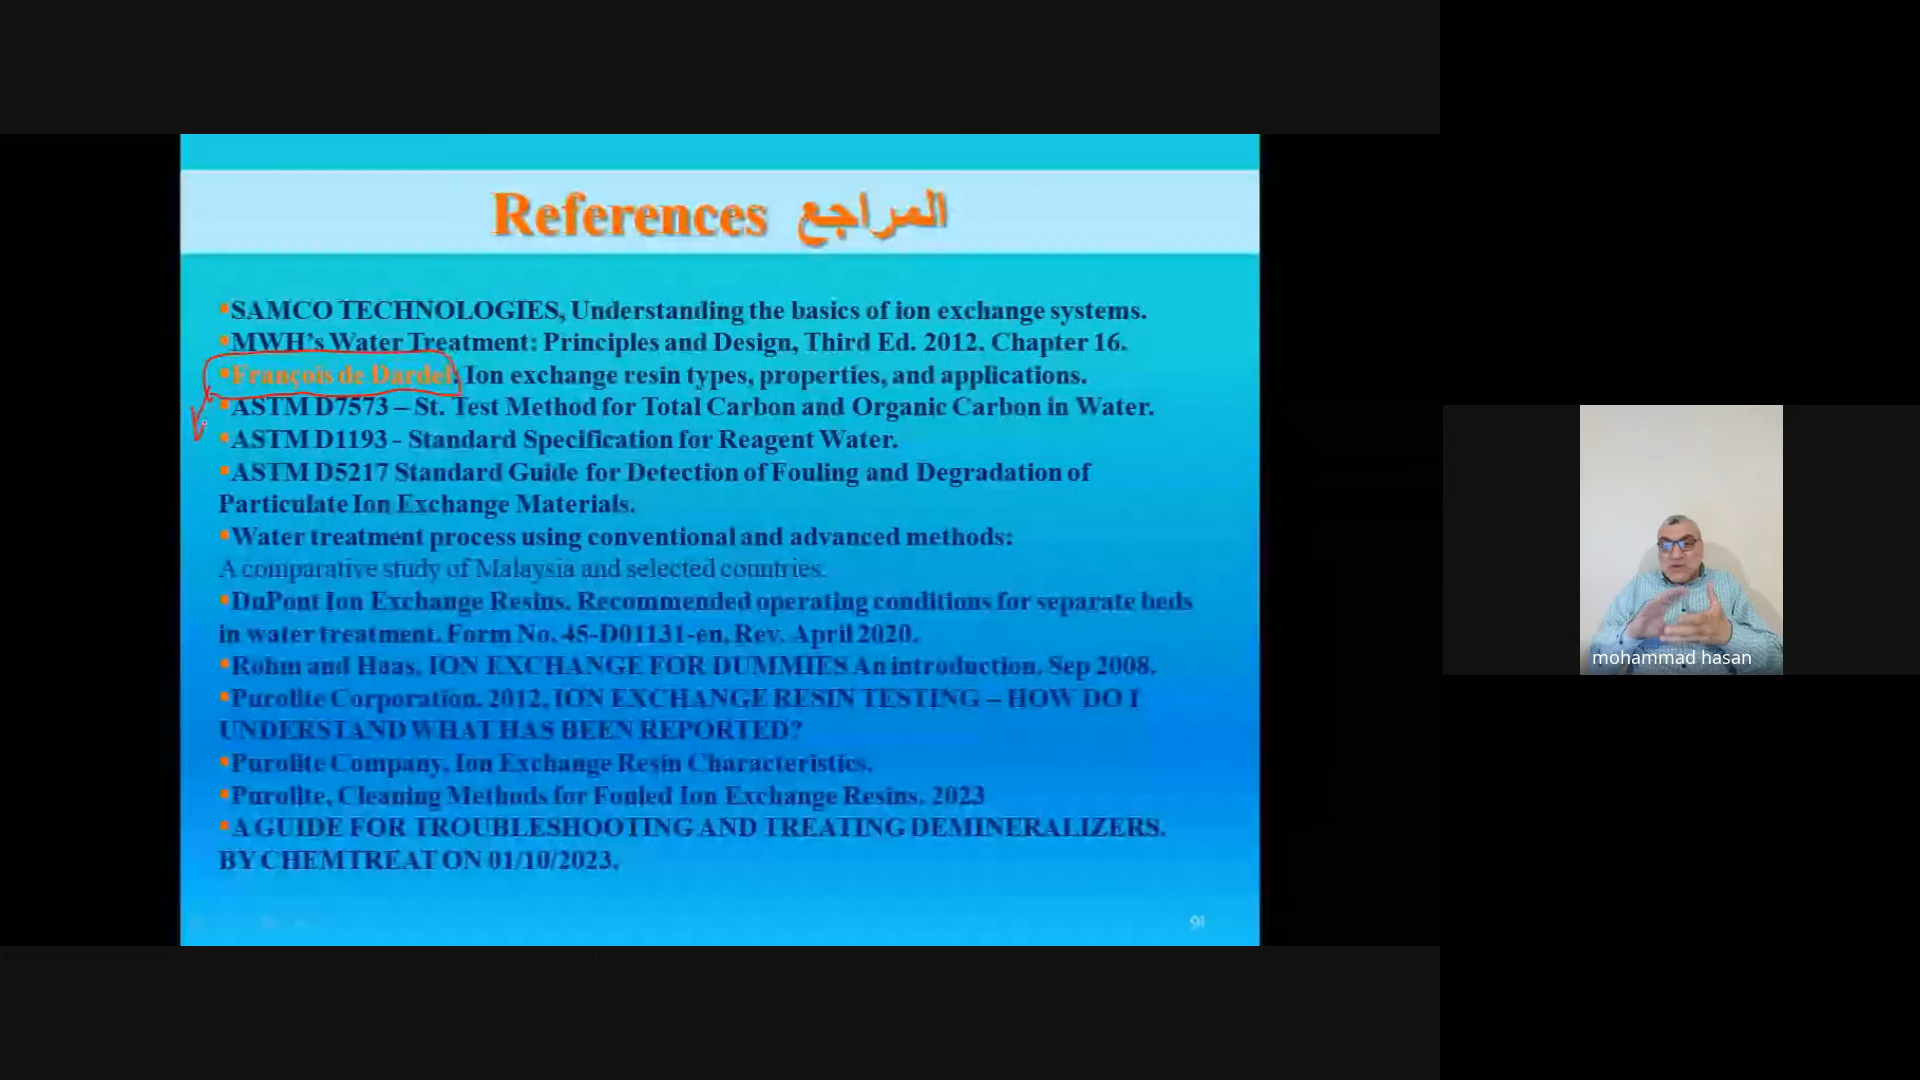 References المراجع
▪SAMCO TECHNOLOGIES, Understanding the basics of ion exchange systems.
▪MWH’s Water Treatment: Principles and Design, Third Ed. 2012. Chapter 16.
▪François de Dardel. Ion exchange resin types, properties, and applications.
▪ASTM D7573 – St. Test Method for Total Carbon and Organic Carbon in Water.
▪ASTM D1193 - Standard Specification for Reagent Water.
▪ASTM D5217 Standard Guide for Detection of Fouling and Degradation of
Particulate Ion Exchange Materials.
▪Water treatment process using conventional and advanced methods:
A comparative study of Malaysia and selected countries.
▪DuPont Ion Exchange Resins. Recommended operating conditions for separate beds
in water treatment. Form No. 45-D01131-en, Rev. April 2020.
▪Rohm and Haas. ION EXCHANGE FOR DUMMIES An introduction. Sep 2008.
▪Purolite Corporation. 2012. ION EXCHANGE RESIN TESTING – HOW DO I
UNDERSTAND WHAT HAS BEEN REPORTED?
▪Purolite Company, Ion Exchange Resin Characteristics.
▪Purolite, Cleaning Methods for Fouled Ion Exchange Resins. 2023
▪A GUIDE FOR TROUBLESHOOTING AND TREATING DEMINERALIZERS.
BY CHEMTREAT ON 01/10/2023.
91
mohammad hasan